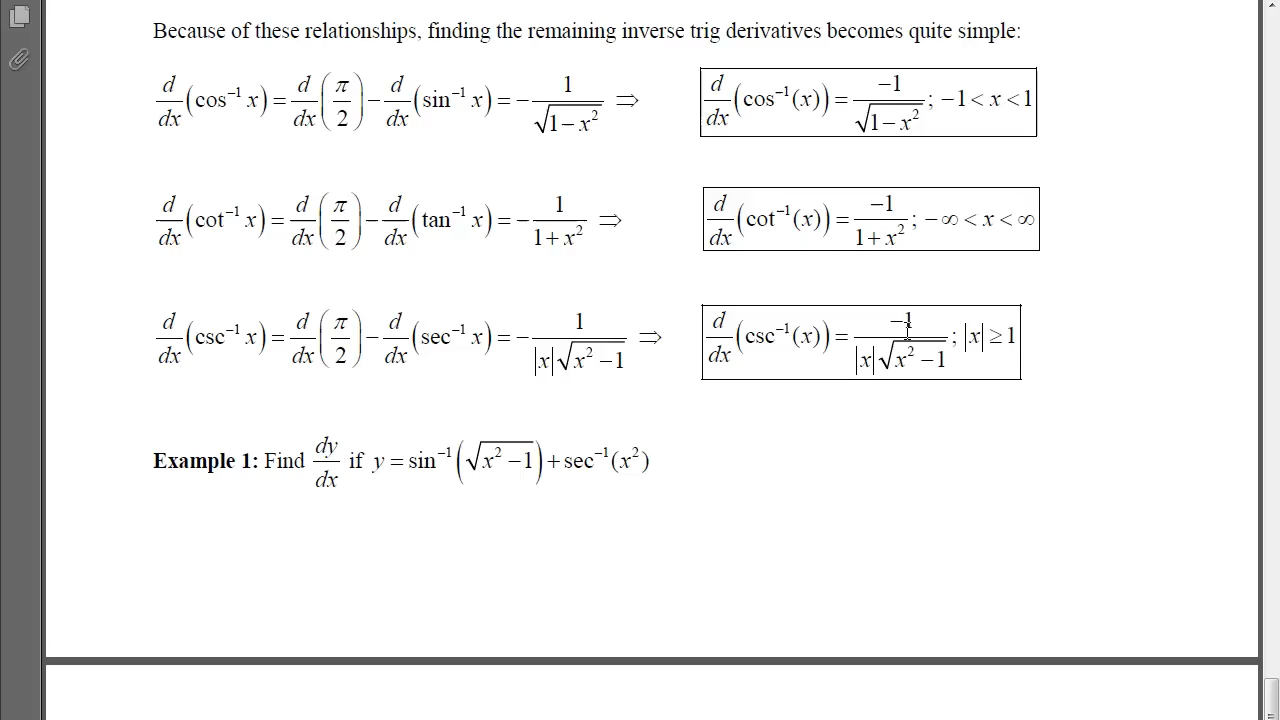 Because of these relationships, finding the remaining inverse trig derivatives becomes quite simple:
d/dx (cos⁻¹ x) = d/dx (π/2) − d/dx (sin⁻¹ x) = − 1/√(1 − x²) ⇒ d/dx (cos⁻¹(x)) = −1/√(1 − x²) ; −1 < x < 1
d/dx (cot⁻¹ x) = d/dx (π/2) − d/dx (tan⁻¹ x) = − 1/(1 + x²) ⇒ d/dx (cot⁻¹(x)) = −1/(1 + x²) ; −∞ < x < ∞
d/dx (csc⁻¹ x) = d/dx (π/2) − d/dx (sec⁻¹ x) = − 1/(|x|√(x² − 1)) ⇒ d/dx (csc⁻¹(x)) = −1/(|x|√(x² − 1)) ; |x| ≥ 1
Example 1: Find dy/dx if y = sin⁻¹(√(x² − 1)) + sec⁻¹(x²)